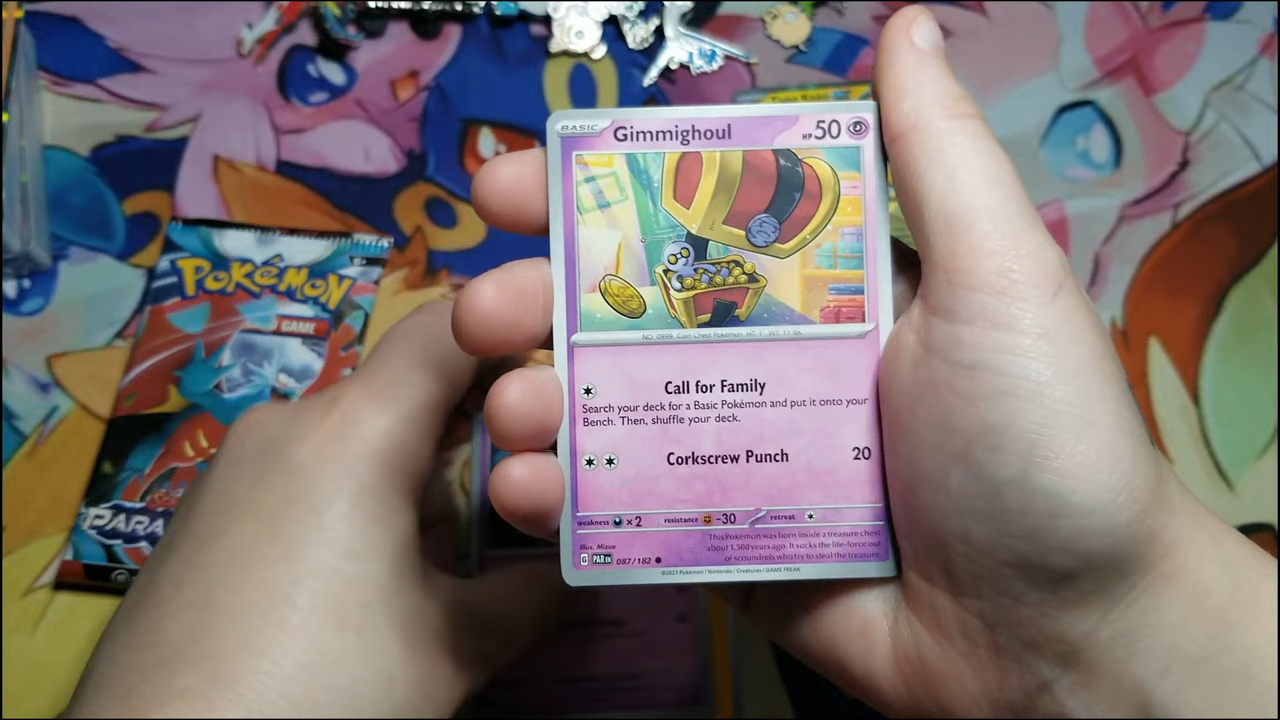 BASIC Gimmighoul HP 50
NO. 0999 Coin Chest Pokémon HT. 1' WT. 11 lbs.
Call for Family
Search your deck for a Basic Pokémon and put it onto your
Bench. Then, shuffle your deck.
Corkscrew Punch 20
weakness ×2 resistance -30 retreat
This Pokémon was born inside a treasure chest
about 1,500 years ago. It sucks the life-force out
of scoundrels who try to steal the treasure.
Illus. Mizue
G PAR EN 087/182
©2023 Pokémon / Nintendo / Creatures / GAME FREAK
POKÉMON
GAME
PARA